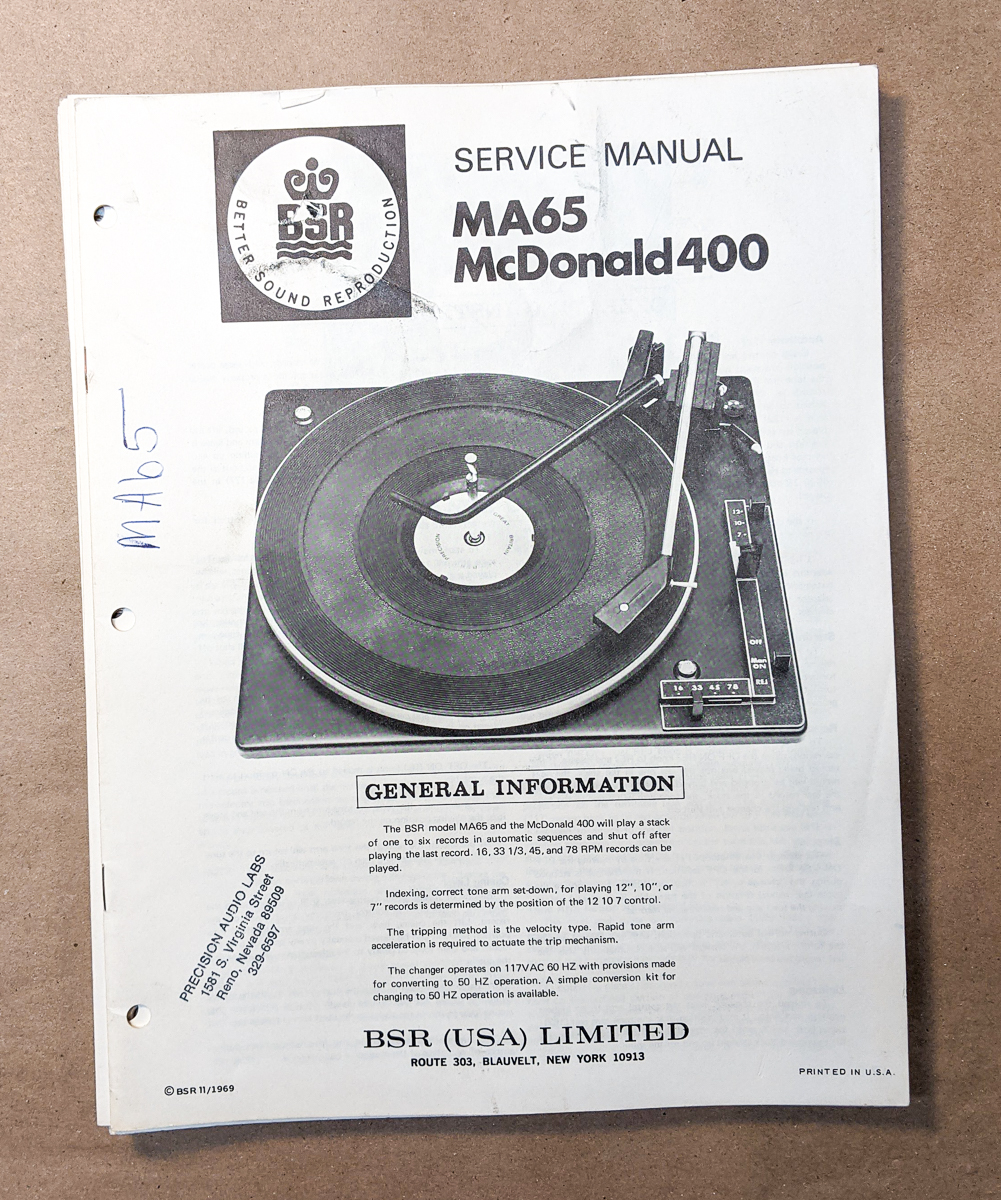 BSR
BETTER SOUND REPRODUCTION
SERVICE MANUAL
MA65
McDonald 400
MA65
GREAT BRITAIN
PRECISION
12
10
7
Off
Man
ON
REJ
16 33 45 78
GENERAL INFORMATION
The BSR model MA65 and the McDonald 400 will play a stack
of one to six records in automatic sequences and shut off after
playing the last record. 16, 33 1/3, 45, and 78 RPM records can be
played.
Indexing, correct tone arm set-down, for playing 12", 10", or
7" records is determined by the position of the 12 10 7 control.
The tripping method is the velocity type. Rapid tone arm
acceleration is required to actuate the trip mechanism.
The changer operates on 117VAC 60 HZ with provisions made
for converting to 50 HZ operation. A simple conversion kit for
changing to 50 HZ operation is available.
PRECISION AUDIO LABS
1581 S. Virginia Street
Reno, Nevada 89509
329-6597
BSR (USA) LIMITED
ROUTE 303, BLAUVELT, NEW YORK 10913
© BSR 11/1969
PRINTED IN U.S.A.